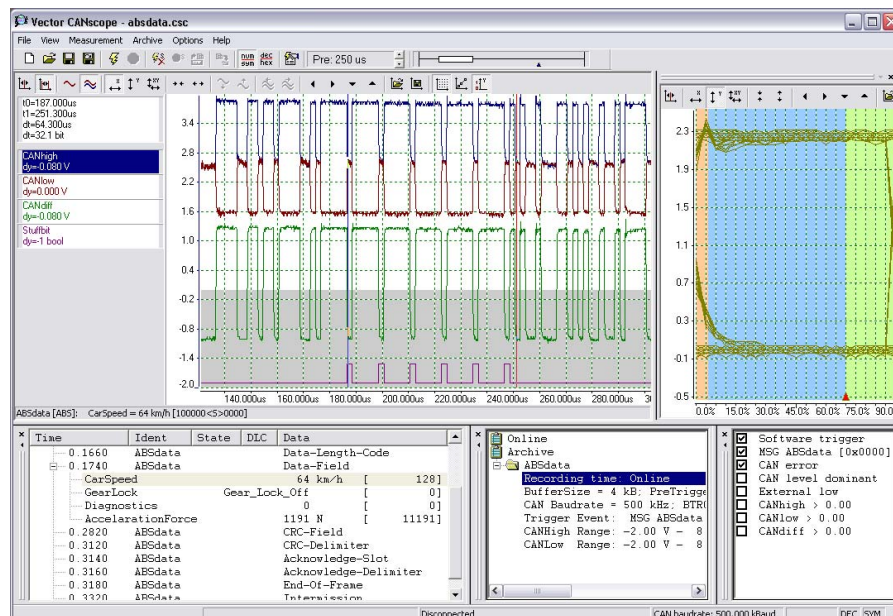 Vector CANscope - absdata.csc
File View Measurement Archive Options Help
num sym dec hex Pre: 250 us
t0=187.000us
t1=251.300us
dt=64.300us
dt=32.1 bit
CANhigh
dy=-0.080 V
CANlow
dy=0.000 V
CANdiff
dy=-0.080 V
Stuffbit
dy=-1 bool
3.4
2.8
2.2
1.6
1.0
0.4
-0.2
-0.8
-1.4
-2.0
140.000us 160.000us 180.000us 200.000us 220.000us 240.000us 260.000us 280.000us
2.3
1.9
1.5
1.1
0.7
0.3
-0.1
-0.5
0.0% 15.0% 30.0% 45.0% 60.0% 75.0% 90.0%
ABSdata [ABS]: CarSpeed = 64 km/h [100000<5>0000]
Time Ident State DLC Data
0.1660 ABSdata Data-Length-Code
0.1740 ABSdata Data-Field
CarSpeed 64 km/h [ 128]
GearLock Gear_Lock_Off [ 0]
Diagnostics 0 [ 0]
AccelarationForce 1191 N [ 11191]
0.2820 ABSdata CRC-Field
0.3120 ABSdata CRC-Delimiter
0.3140 ABSdata Acknowledge-Slot
0.3160 ABSdata Acknowledge-Delimiter
0.3180 ABSdata End-Of-Frame
0.3320 ABSdata Intermission
Online
Archive
ABSdata
Recording time: Online
BufferSize = 4 kB; PreTrigge
CAN Baudrate = 500 kHz; BTR0
Trigger Event: MSG ABSdata
CANHigh Range: -2.00 V - 8
CANLow Range: -2.00 V - 8
Software trigger
MSG ABSdata [0x0000]
CAN error
CAN level dominant
External low
CANhigh > 0.00
CANlow > 0.00
CANdiff > 0.00
Disconnected CAN baudrate: 500.000 kBaud DEC SYM